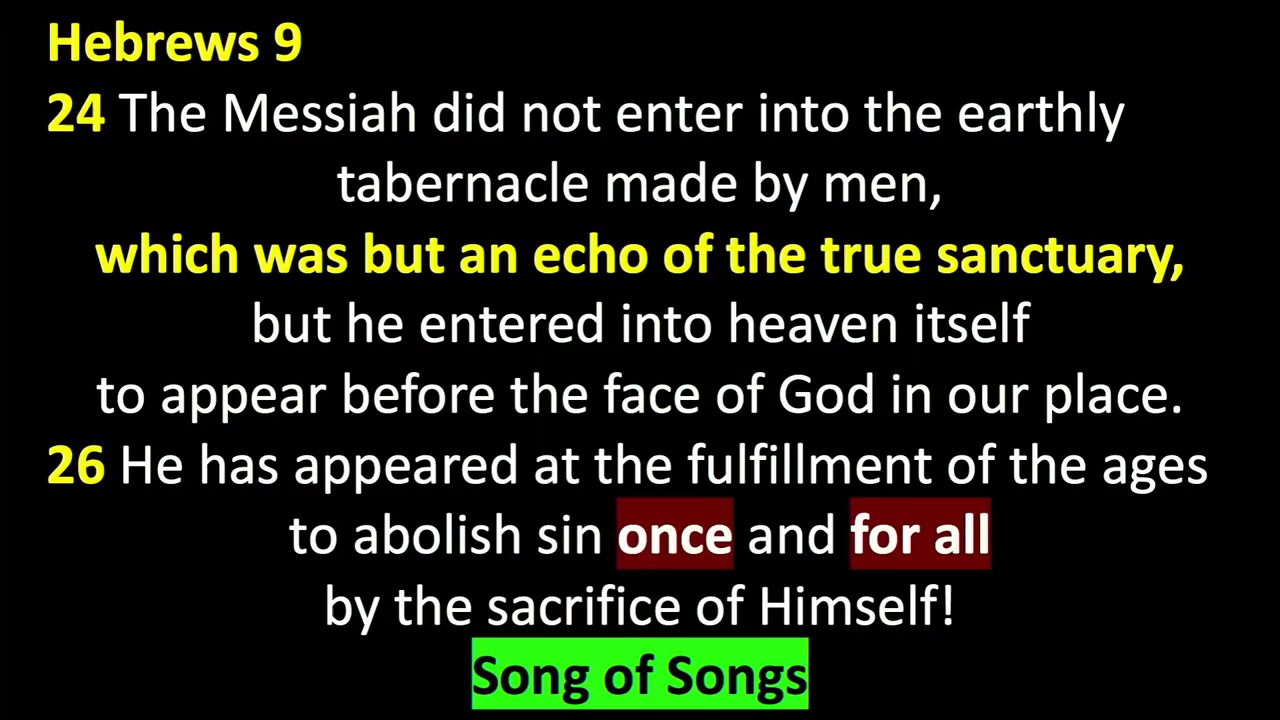 Hebrews 9
24 The Messiah did not enter into the earthly
tabernacle made by men,
which was but an echo of the true sanctuary,
but he entered into heaven itself
to appear before the face of God in our place.
26 He has appeared at the fulfillment of the ages
to abolish sin once and for all
by the sacrifice of Himself!
Song of Songs